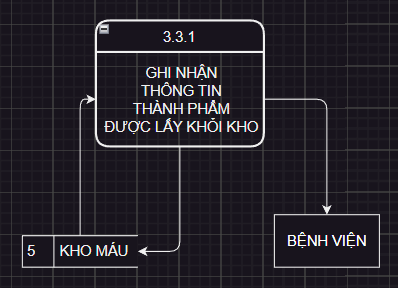 3.3.1
GHI NHẬN
THÔNG TIN
THÀNH PHẨM
ĐƯỢC LẤY KHỎI KHO
5 KHO MÁU
BỆNH VIỆN